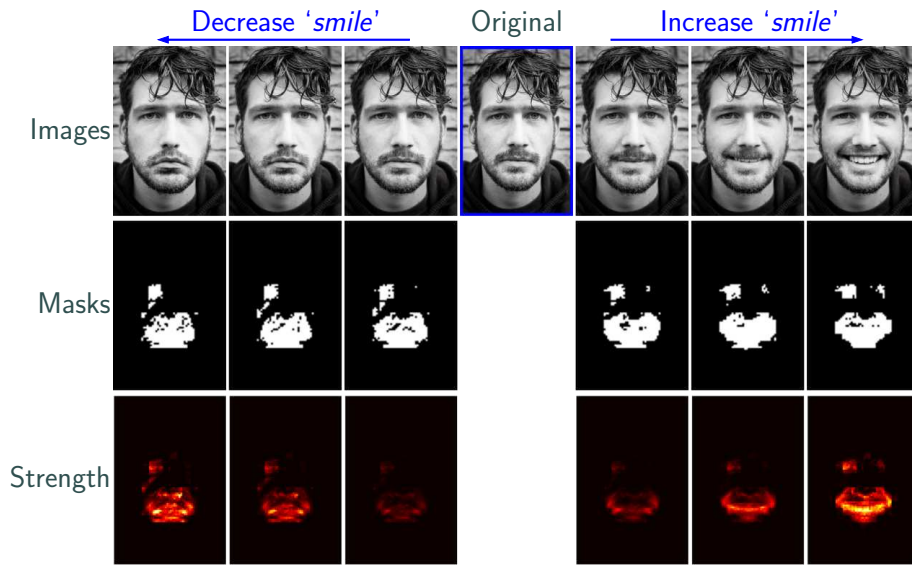 Decrease ‘smile’ Original Increase ‘smile’
Images
Masks
Strength